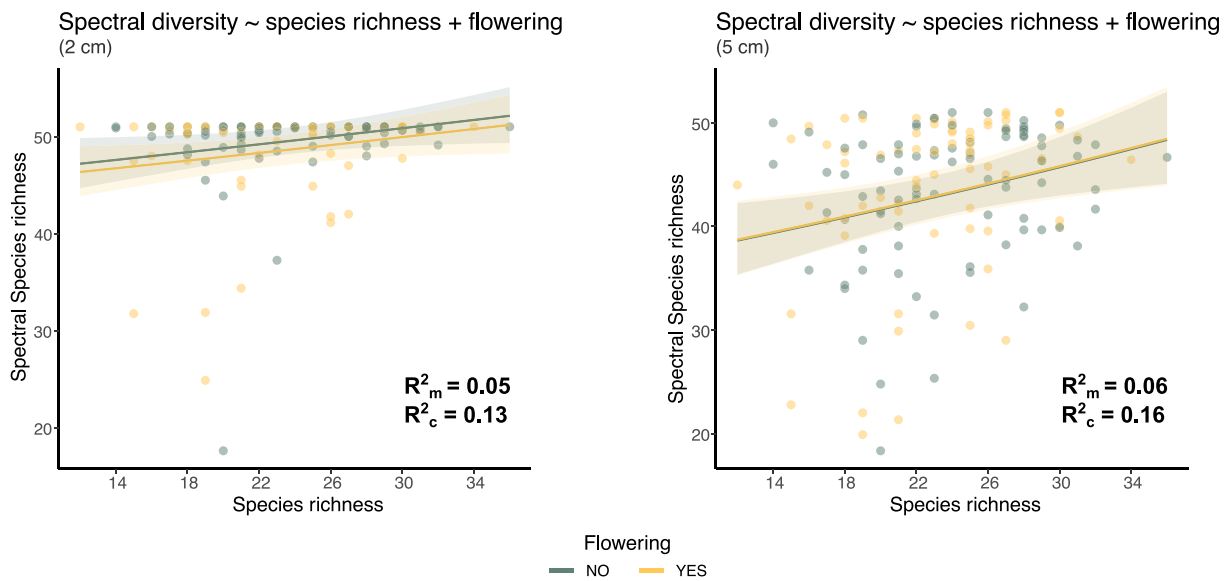 Spectral diversity ~ species richness + flowering
(2 cm)
50
40
30
20
Spectral Species richness
R²m = 0.05
R²c = 0.13
14 18 22 26 30 34
Species richness
Spectral diversity ~ species richness + flowering
(5 cm)
50
40
30
20
Spectral Species richness
R²m = 0.06
R²c = 0.16
14 18 22 26 30 34
Species richness
Flowering
NO YES